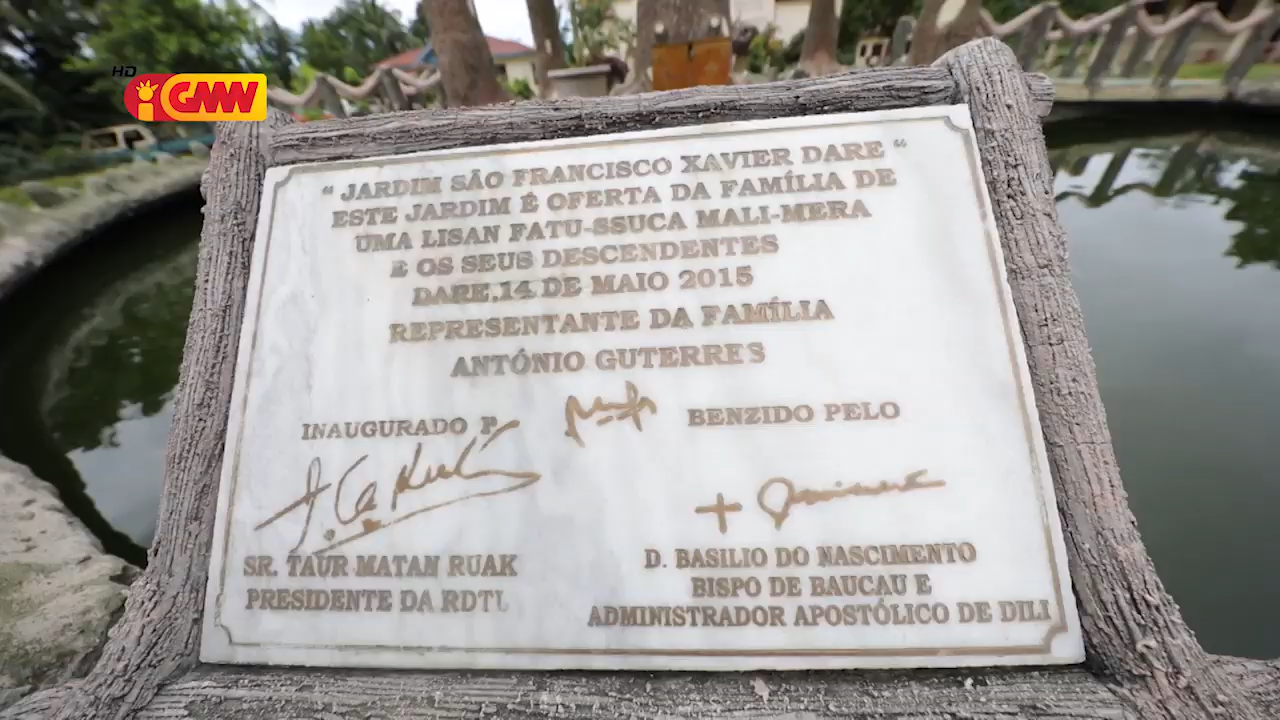 HD
iGMW
" JARDIM SÃO FRANCISCO XAVIER DARE "
ESTE JARDIM É OFERTA DA FAMÍLIA DE
UMA LISAN FATU-SSUCA MALI-MERA
E OS SEUS DESCENDENTES
DARE,14 DE MAIO 2015
REPRESENTANTE DA FAMÍLIA
ANTÓNIO GUTERRES
INAUGURADO P
BENZIDO PELO
SR. TAUR MATAN RUAK
PRESIDENTE DA RDTL
D. BASILIO DO NASCIMENTO
BISPO DE BAUCAU E
ADMINISTRADOR APOSTÓLICO DE DILI